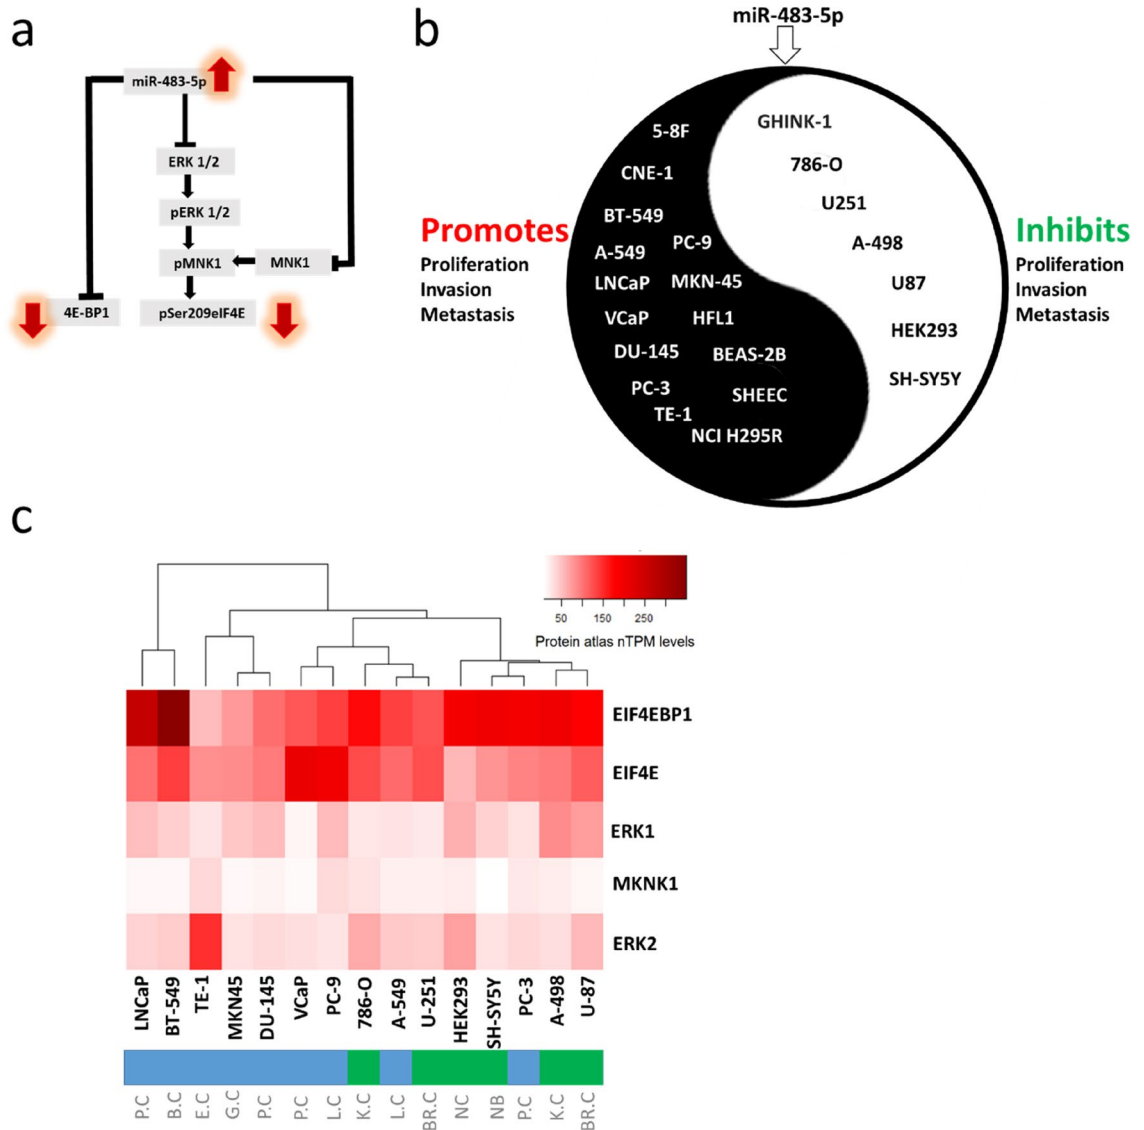 a
miR-483-5p
ERK 1/2
pERK 1/2
pMNK1
MNK1
4E-BP1
pSer209eIF4E
b
miR-483-5p
Promotes
Proliferation
Invasion
Metastasis
5-8F
CNE-1
BT-549
A-549
PC-9
LNCaP
MKN-45
VCaP
HFL1
DU-145
BEAS-2B
PC-3
SHEEC
TE-1
NCI H295R
GHINK-1
786-O
U251
A-498
U87
HEK293
SH-SY5Y
Inhibits
Proliferation
Invasion
Metastasis
c
50 150 250
Protein atlas nTPM levels
EIF4EBP1
EIF4E
ERK1
MKNK1
ERK2
LNCaP
BT-549
TE-1
MKN45
DU-145
VCaP
PC-9
786-O
A-549
U-251
HEK293
SH-SY5Y
PC-3
A-498
U-87
P.C
B.C
E.C
G.C
P.C
P.C
L.C
K.C
L.C
BR.C
NC
NB
P.C
K.C
BR.C